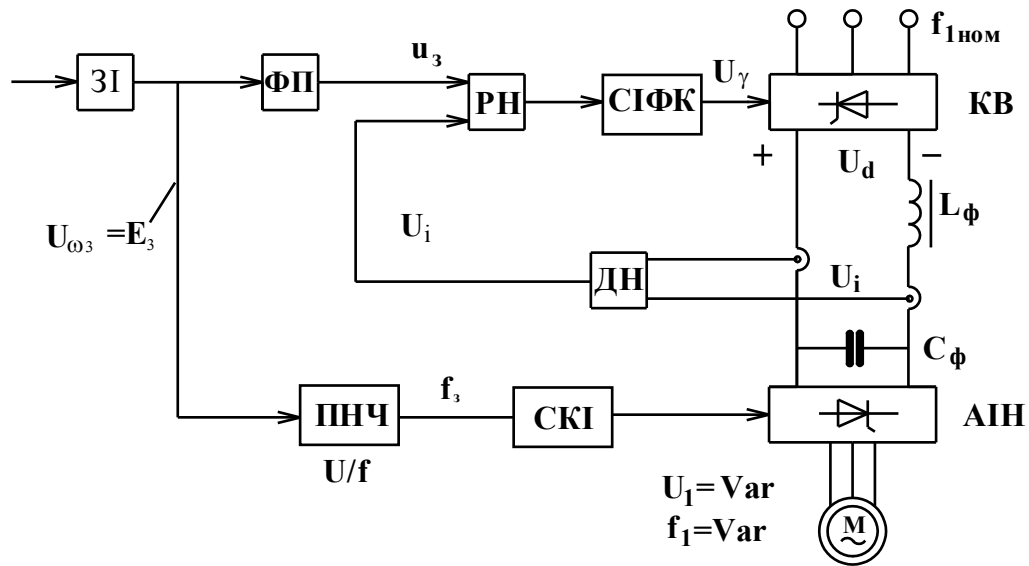 f1ном
ЗІ
ФП
uз
РН
СІФК
Uγ
КВ
+
Ud
−
Lф
Uω з =Eз
Ui
ДН
Ui
Cф
ПНЧ
fз
СКІ
АІН
U/f
U1=Var
f1=Var
M
~